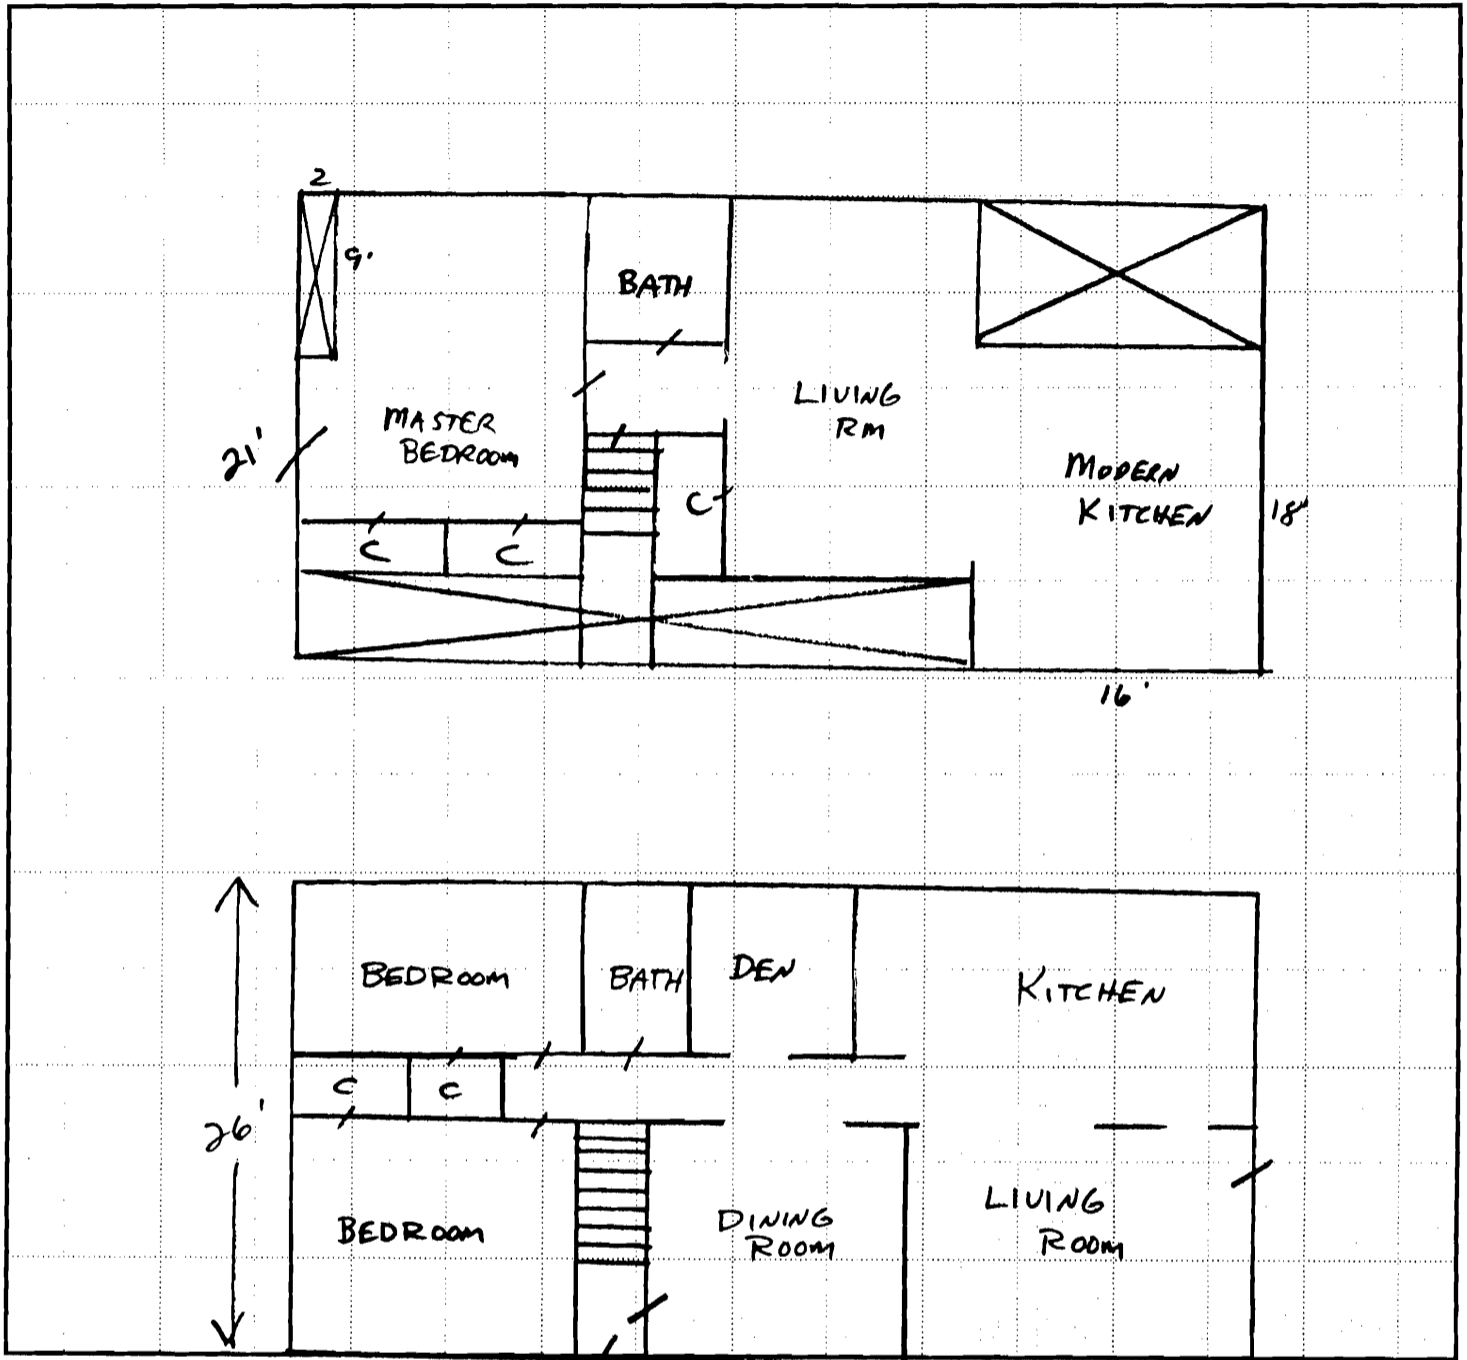 2
9'
BATH
LIVING
RM
MASTER
BEDROOM
21'
MODERN
KITCHEN
18'
C
C
C
16'
BEDROOM
BATH
DEN
KITCHEN
C
C
26'
BEDROOM
DINING
ROOM
LIVING
ROOM